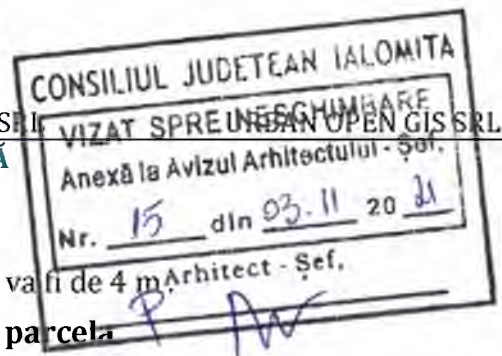 CONSILIUL JUDETEAN IALOMITA
SRL VIZAT SPRE NESCHIMBARE URBAN OPEN GIS SRL
Ă Anexă la Avizul Arhitectului - Şef,
Nr. 15 din 03. 11 20 21
va fi de 4 m Arhitect - Şef,
parcela